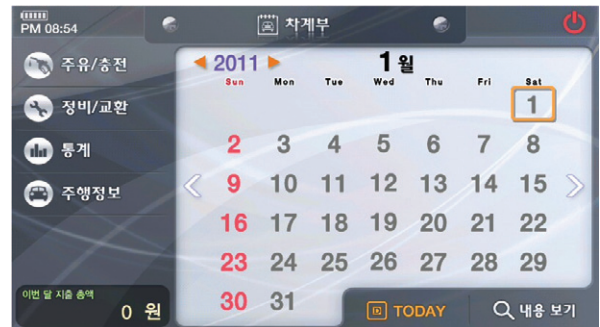 PM 08:54
차계부
주유/충전
정비/교환
통계
주행정보
이번 달 지출 총액
0 원
2011
1 월
Sun Mon Tue Wed Thu Fri Sat
1
2 3 4 5 6 7 8
9 10 11 12 13 14 15
16 17 18 19 20 21 22
23 24 25 26 27 28 29
30 31
TODAY
내용 보기